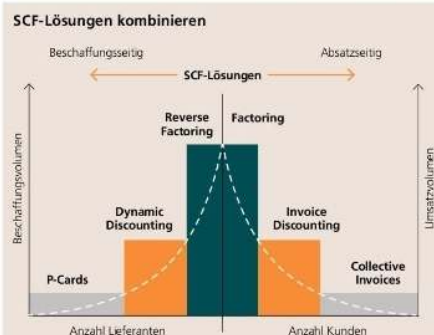 SCF-Lösungen kombinieren
Beschaffungsseitig
Absatzseitig
SCF-Lösungen
Reverse
Factoring
Factoring
Dynamic
Discounting
Invoice
Discounting
P-Cards
Collective
Invoices
Beschaffungsvolumen
Umsatzvolumen
Anzahl Lieferanten
Anzahl Kunden